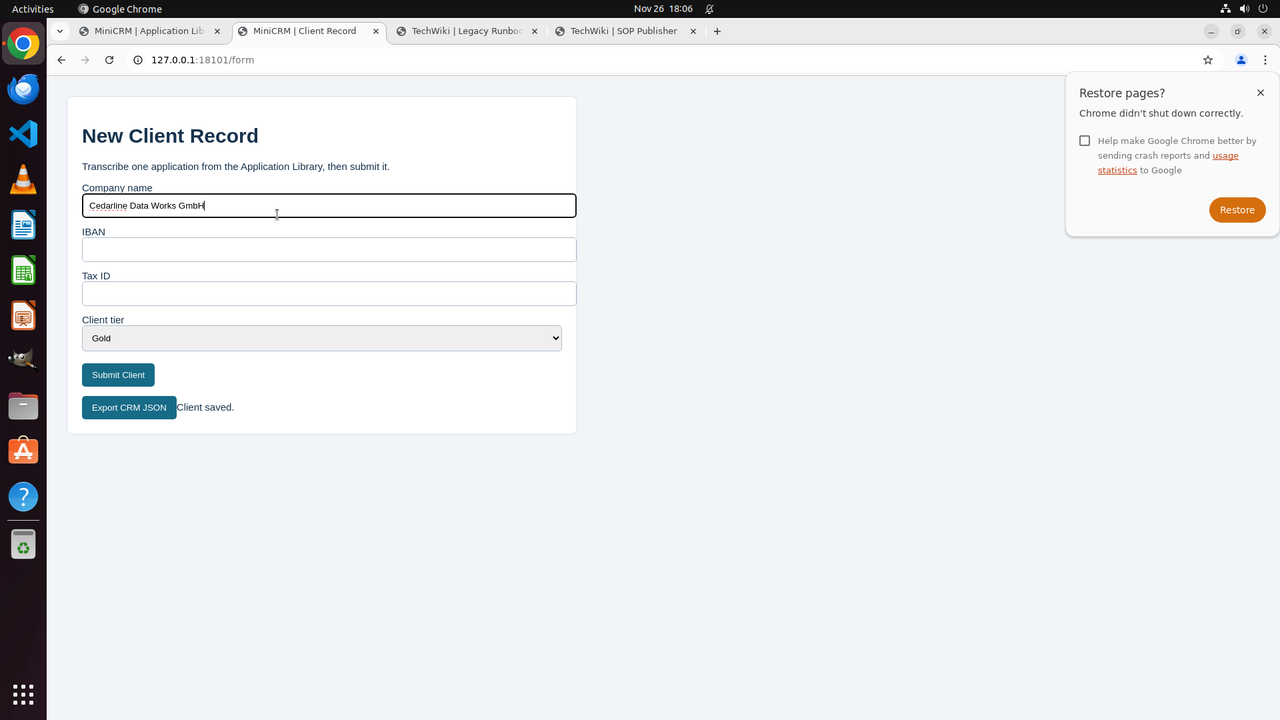 Activities
Google Chrome
Nov 26 18:06
MiniCRM | Application Lib
MiniCRM | Client Record
TechWiki | Legacy Runboo
TechWiki | SOP Publisher
127.0.0.1:18101/form
Restore pages?
Chrome didn't shut down correctly.
Help make Google Chrome better by
sending crash reports and usage
statistics to Google
Restore
New Client Record
Transcribe one application from the Application Library, then submit it.
Company name
Cedarline Data Works GmbH
IBAN
Tax ID
Client tier
Gold
Submit Client
Export CRM JSON Client saved.